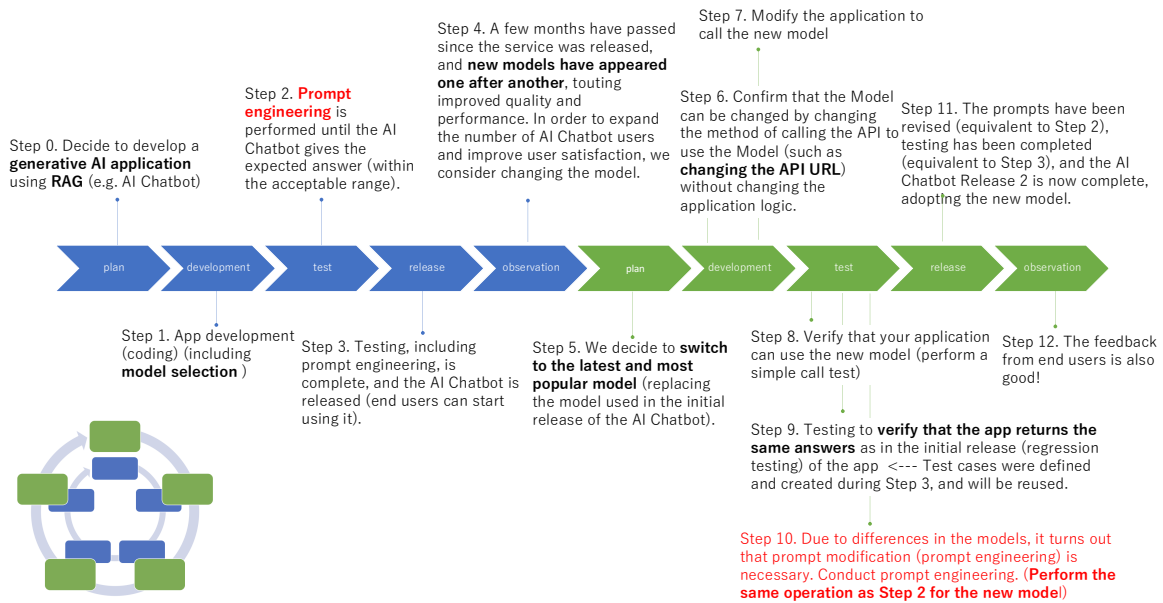 Step 0. Decide to develop a
generative AI application
using RAG (e.g. AI Chatbot)
Step 2. Prompt
engineering is
performed until the AI
Chatbot gives the
expected answer (within
the acceptable range).
Step 4. A few months have passed
since the service was released,
and new models have appeared
one after another, touting
improved quality and
performance. In order to expand
the number of AI Chatbot users
and improve user satisfaction, we
consider changing the model.
Step 7. Modify the application to
call the new model
Step 6. Confirm that the Model
can be changed by changing
the method of calling the API to
use the Model (such as
changing the API URL)
without changing the
application logic.
Step 11. The prompts have been
revised (equivalent to Step 2),
testing has been completed
(equivalent to Step 3), and the AI
Chatbot Release 2 is now complete,
adopting the new model.
plan
development
test
release
observation
plan
development
test
release
observation
Step 1. App development
(coding) (including
model selection )
Step 3. Testing, including
prompt engineering, is
complete, and the AI Chatbot is
released (end users can start
using it).
Step 5. We decide to switch
to the latest and most
popular model (replacing
the model used in the initial
release of the AI Chatbot).
Step 8. Verify that your application
can use the new model (perform a
simple call test)
Step 12. The feedback
from end users is also
good!
Step 9. Testing to verify that the app returns the
same answers as in the initial release (regression
testing) of the app <--- Test cases were defined
and created during Step 3, and will be reused.
Step 10. Due to differences in the models, it turns out
that prompt modification (prompt engineering) is
necessary. Conduct prompt engineering. (Perform the
same operation as Step 2 for the new model)